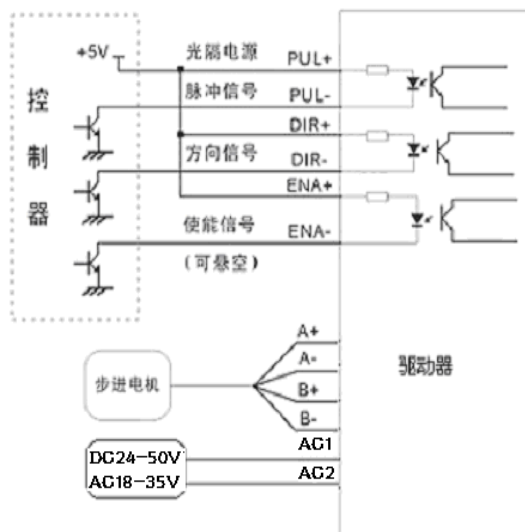 光隔电源
+5V
PUL+
脉冲信号
PUL-
DIR+
方向信号
DIR-
ENA+
使能信号
ENA-
(可悬空)
控制器
A+
A-
B+
B-
步进电机
驱动器
AC1
DC24-50V
AC2
AC18-35V